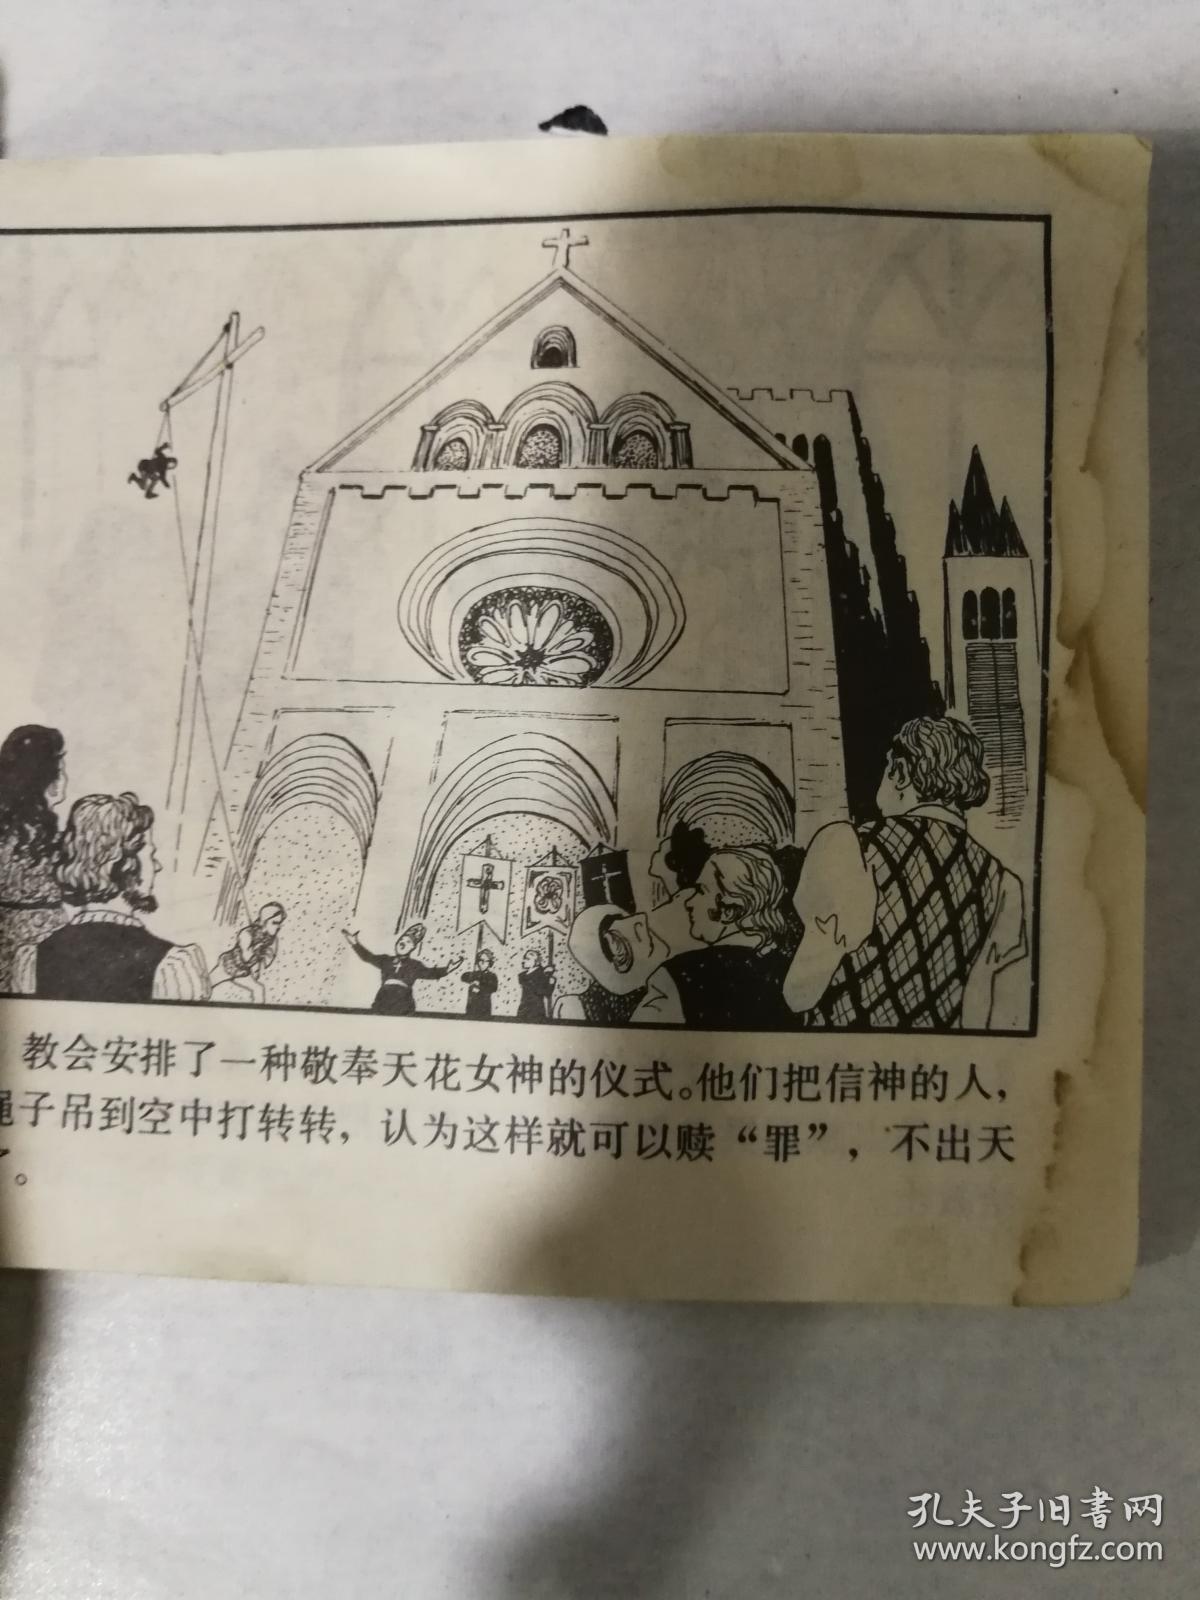 教会安排了一种敬奉天花女神的仪式。他们把信神的人，
绳子吊到空中打转转，认为这样就可以赎“罪”，不出天
。
孔夫子旧书网
www.kongfz.com